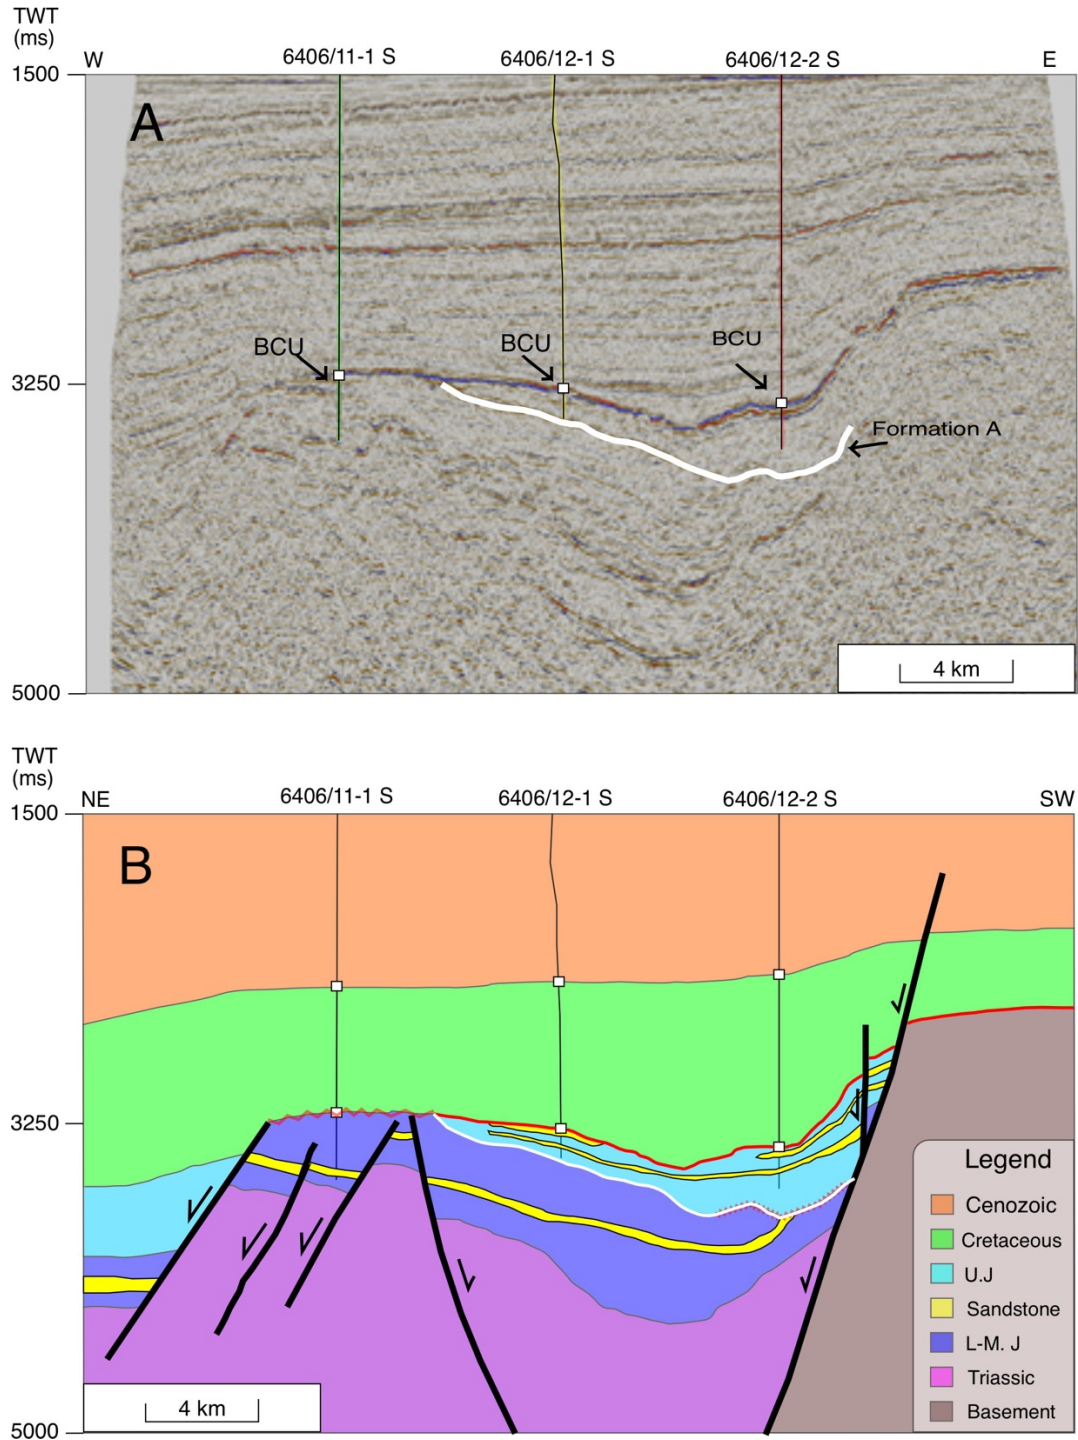 TWT
(ms)
W
6406/11-1 S
6406/12-1 S
6406/12-2 S
E
1500
A
BCU
BCU
BCU
3250
Formation A
4 km
5000
TWT
(ms)
NE
6406/11-1 S
6406/12-1 S
6406/12-2 S
SW
1500
B
3250
Legend
Cenozoic
Cretaceous
U.J
Sandstone
L-M. J
Triassic
Basement
4 km
5000